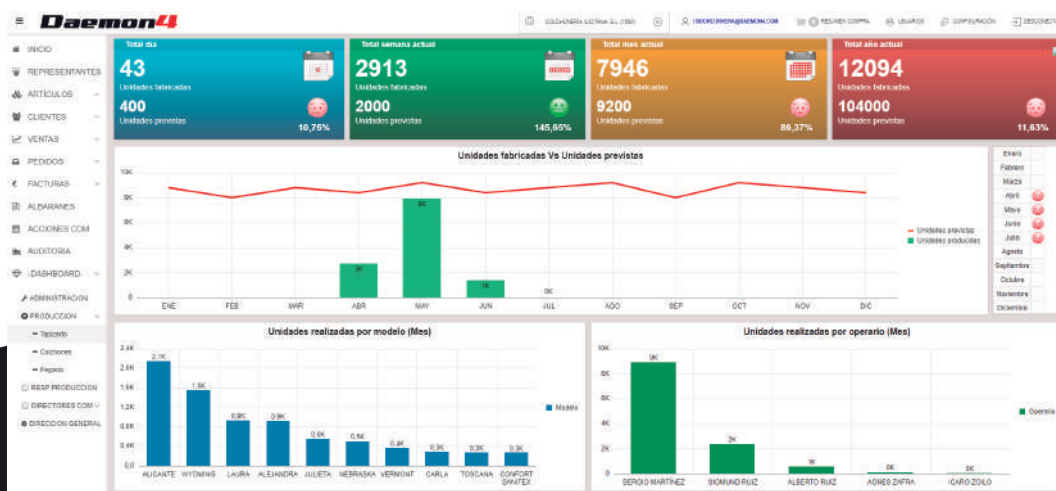 Daemon4
RESUMEN COMPRA
USUARIOS
CONFIGURACIÓN
INICIO
REPRESENTANTES
ARTÍCULOS
CLIENTES
VENTAS
PEDIDOS
FACTURAS
ALBARANES
ACCIONES COM
AUDITORIA
-DASHBOARD-
ADMINISTRACION
PRODUCCION
Tapizado
Colchones
Pegado
RESP PRODUCCION
DIRECTORES COM
DIRECCION GENERAL
Total día
43
Unidades fabricadas
400
Unidades previstas
10,75%
Total semana actual
2913
Unidades fabricadas
2000
Unidades previstas
145,65%
Total mes actual
7946
Unidades fabricadas
9200
Unidades previstas
86,37%
Total año actual
12094
Unidades fabricadas
104000
Unidades previstas
11,63%
Unidades fabricadas Vs Unidades previstas
10K
8K
6K
4K
2K
0
3K
8K
1K
0K
ENE FEB MAR ABR MAY JUN JUL AGO SEP OCT NOV DIC
Unidades previstas
Unidades producidas
Enero
Febrero
Marzo
Abril
Mayo
Junio
Julio
Agosto
Septiembre
Octubre
Noviembre
Diciembre
Unidades realizadas por modelo (Mes)
2,4K
2,0K
1,6K
1,2K
0,8K
0,4K
0,0
2,1K
0,9K
0,9K
0,4K
0,3K
0,3K
0,3K
ALICANTE WYOMING LAURA ALEJANDRA JULIETA NEBRASKA VERMONT CARLA TOSCANA CONFORT
SANITEX
Modelo
Unidades realizadas por operario (Mes)
10K
8K
6K
4K
2K
0
9K
2K
1K
0K
0K
SERGIO MARTÍNEZ SIGMUND RUIZ ALBERTO RUIZ AGNES ZAFRA ICARO ZOILO
Operario